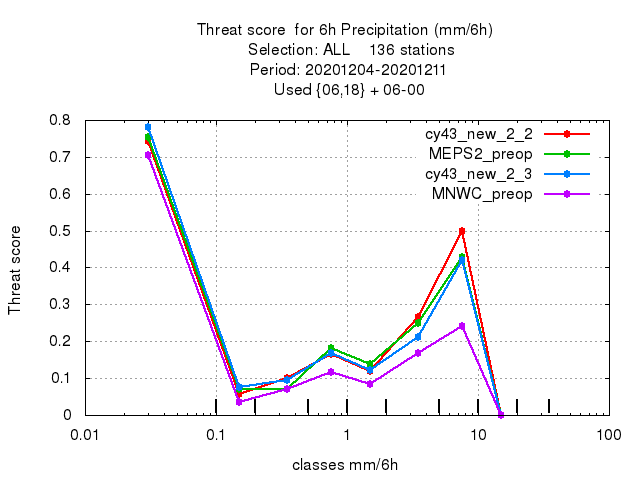 Threat score  for 6h Precipitation (mm/6h)
Selection: ALL    136 stations
Period: 20201204-20201211
Used {06,18} + 06-00
cy43_new_2_2
MEPS2_preop
cy43_new_2_3
MNWC_preop
Threat score
0.8
0.7
0.6
0.5
0.4
0.3
0.2
0.1
0
0.01 0.1 1 10 100
classes mm/6h